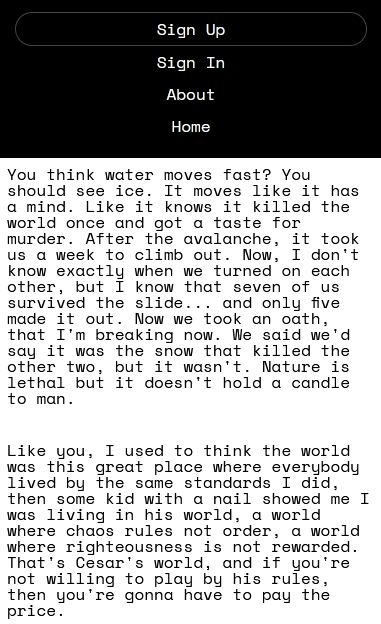 Sign Up
Sign In
About
Home
You think water moves fast? You
should see ice. It moves like it has
a mind. Like it knows it killed the
world once and got a taste for
murder. After the avalanche, it took
us a week to climb out. Now, I don't
know exactly when we turned on each
other, but I know that seven of us
survived the slide... and only five
made it out. Now we took an oath,
that I'm breaking now. We said we'd
say it was the snow that killed the
other two, but it wasn't. Nature is
lethal but it doesn't hold a candle
to man.
Like you, I used to think the world
was this great place where everybody
lived by the same standards I did,
then some kid with a nail showed me I
was living in his world, a world
where chaos rules not order, a world
where righteousness is not rewarded.
That's Cesar's world, and if you're
not willing to play by his rules,
then you're gonna have to pay the
price.